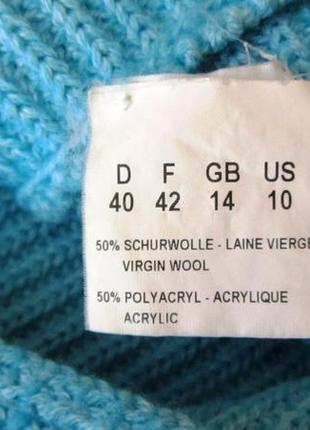 D F GB US
40 42 14 10
50% SCHURWOLLE - LAINE VIERGE
VIRGIN WOOL
50% POLYACRYL - ACRYLIQUE
ACRYLIC